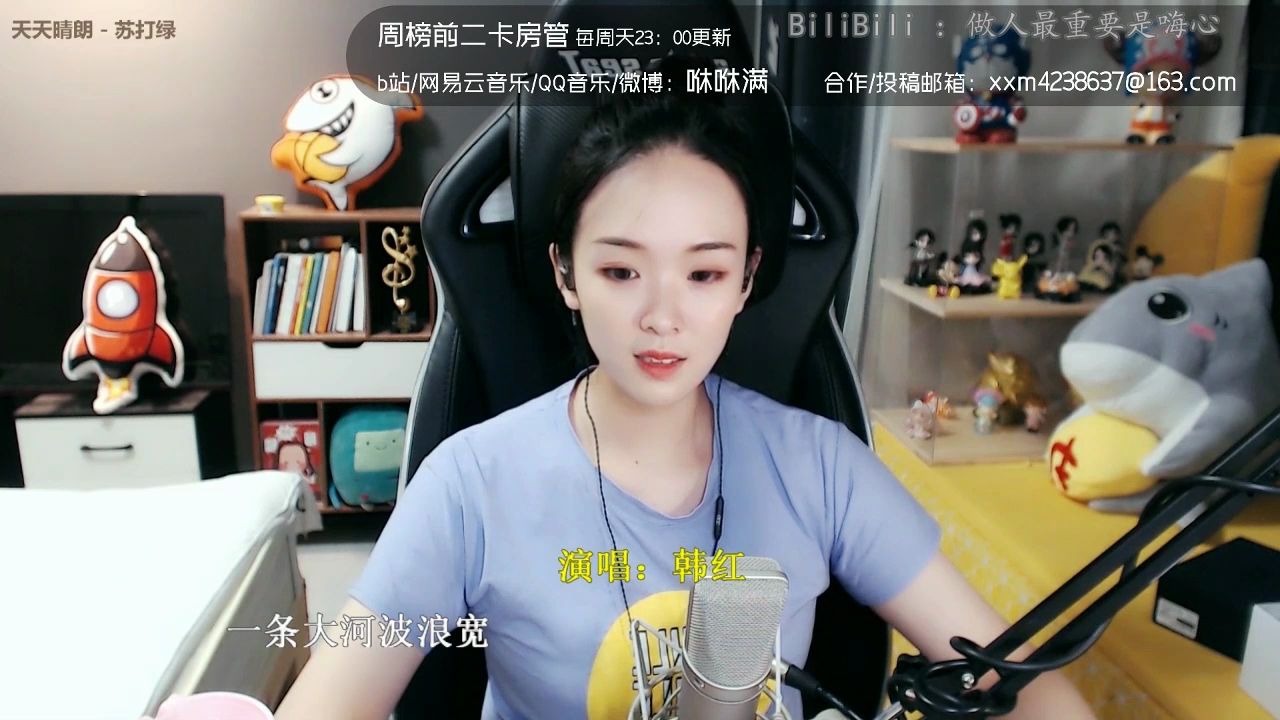 天天晴朗 - 苏打绿
周榜前二卡房管 每周天23：00更新
BiliBili ：做人最重要是嗨心
b站/网易云音乐/QQ音乐/微博：咻咻满
合作/投稿邮箱：xxm4238637@163.com
演唱：韩红
一条大河波浪宽